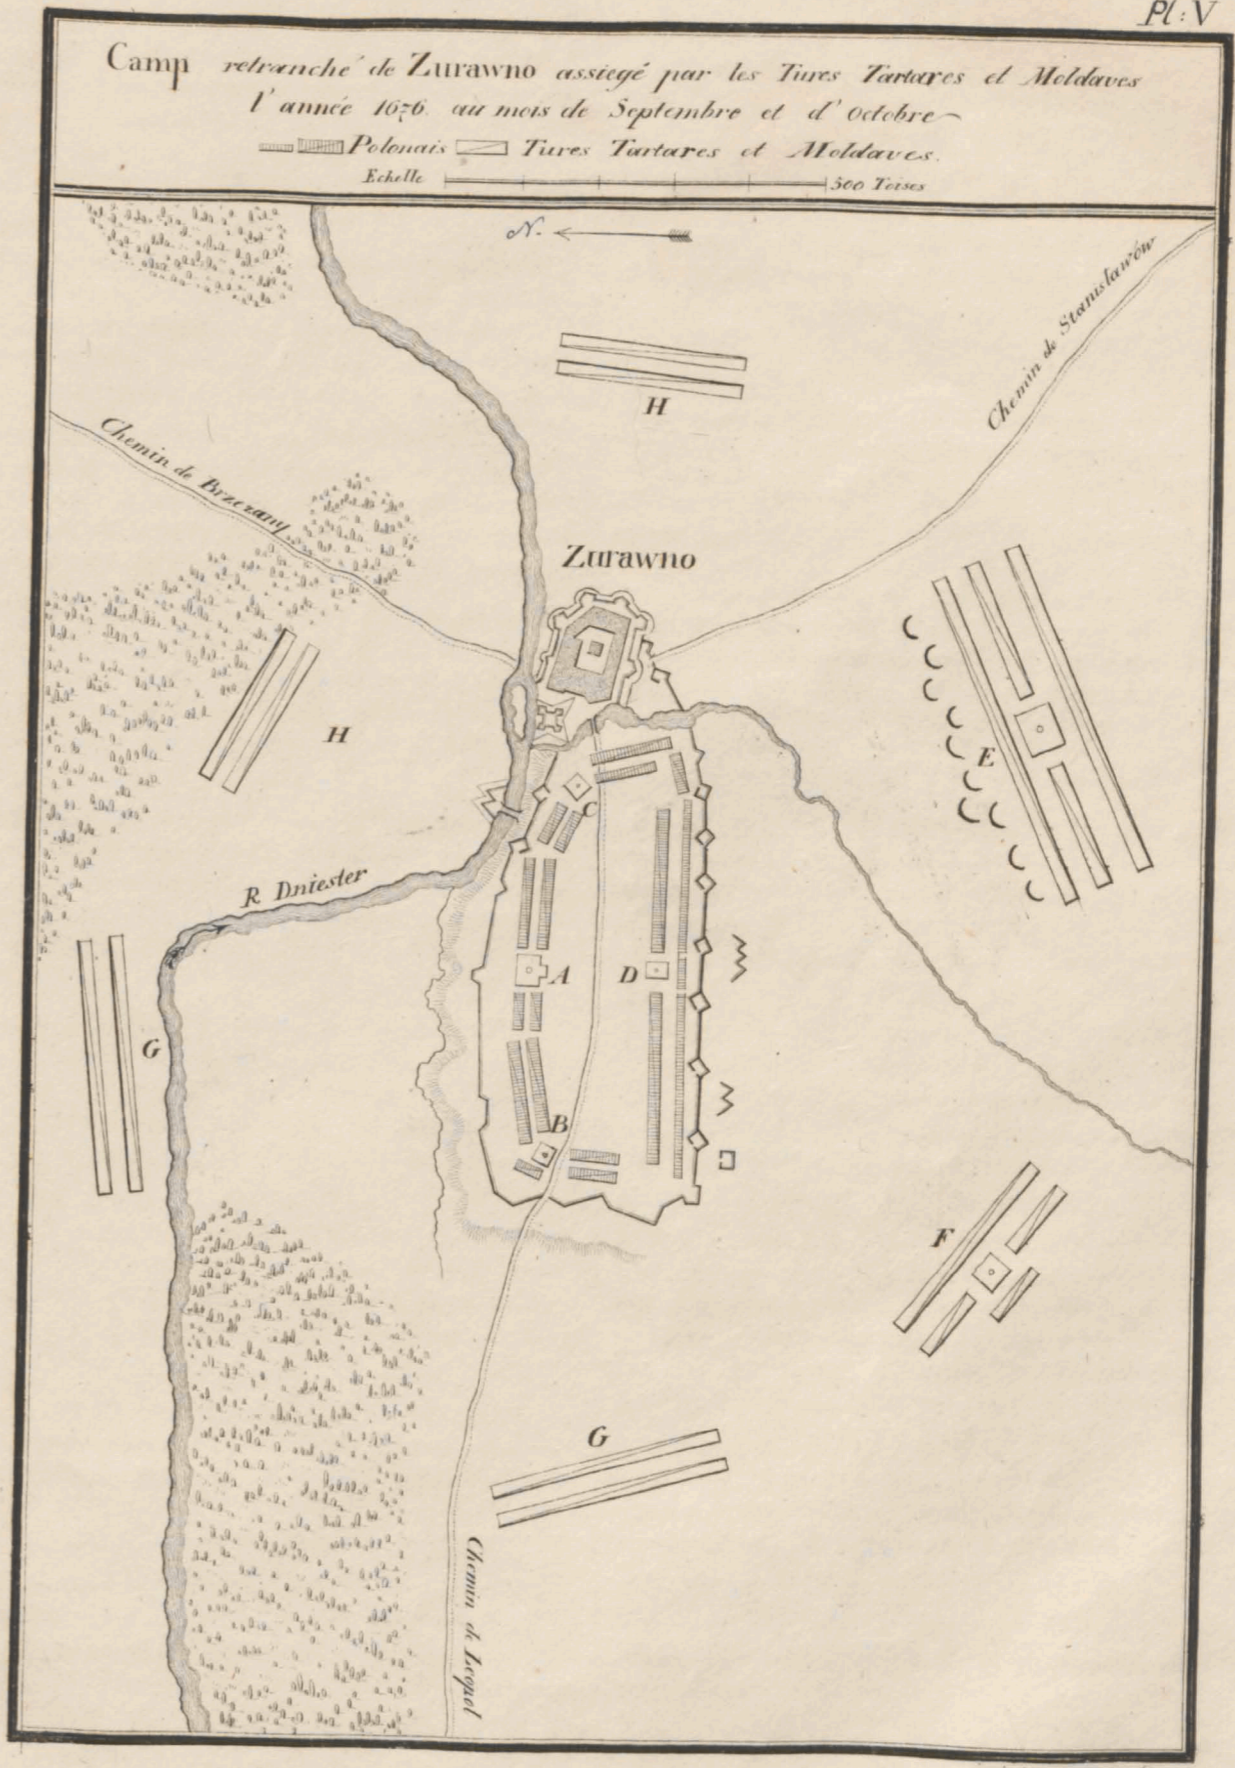 Pl: V
Camp retranché de Zurawno assiegé par les Turcs Tartares et Moldaves
l'année 1676. au mois de Septembre et d'Octobre
Polonais Turcs Tartares et Moldaves.
Echelle 500 Toises
N.
Chemin de Stanisławów
H
Chemin de Brzezany
Zurawno
H
E
C
R Dniester
A
D
G
B
F
G
Chemin de Leopol